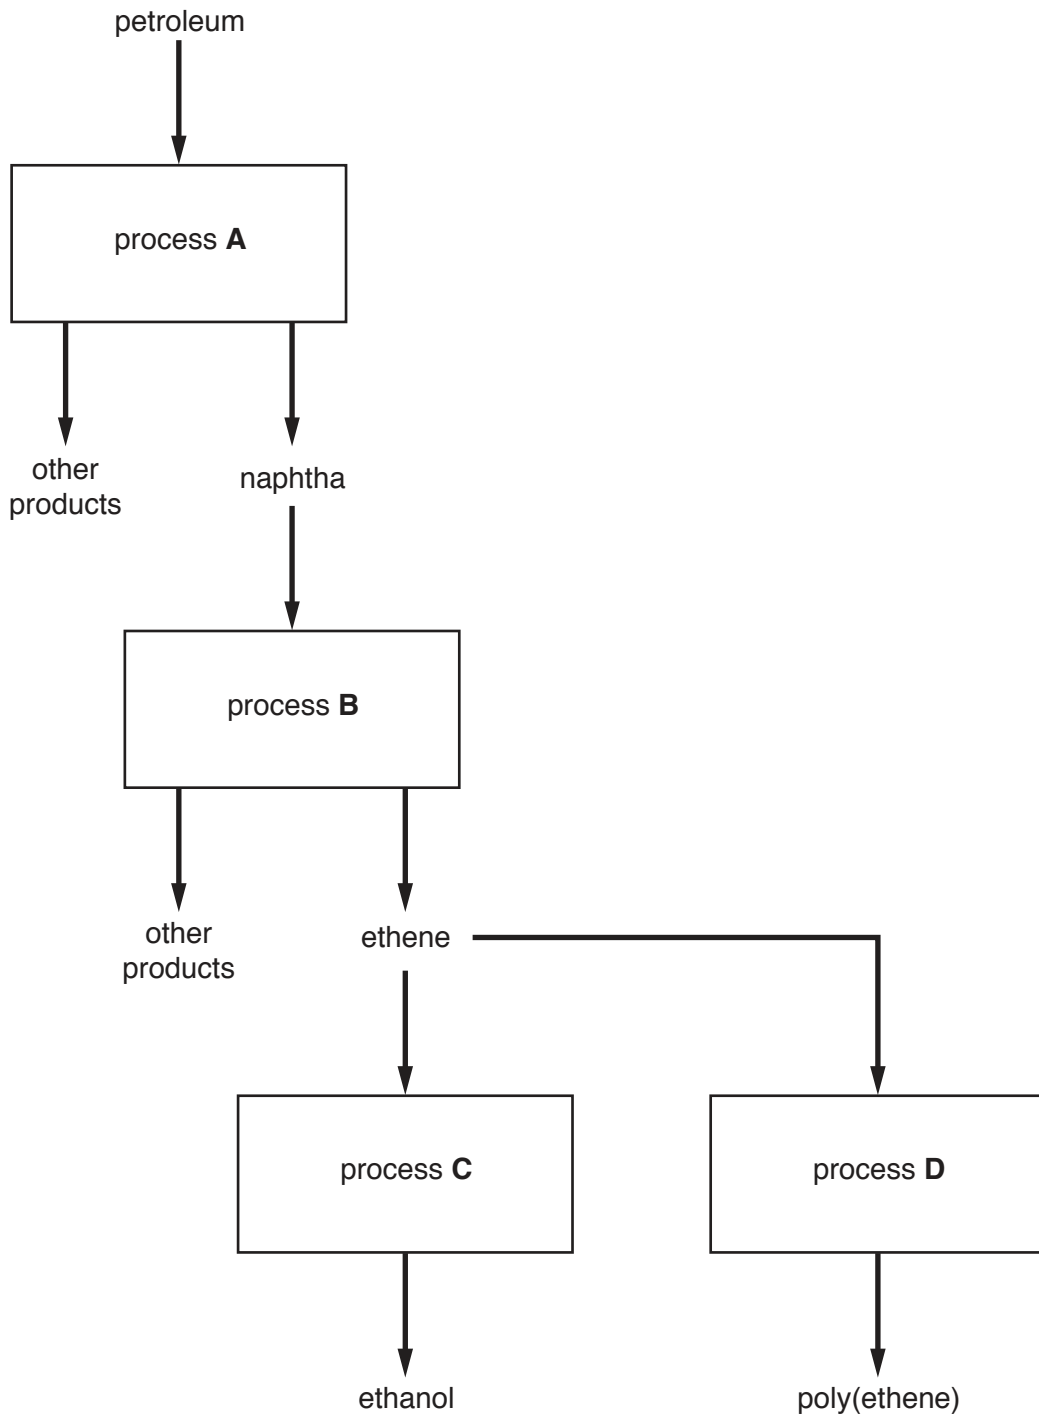 petroleum
process A
other
products
naphtha
process B
other
products
ethene
process C
process D
ethanol
poly(ethene)